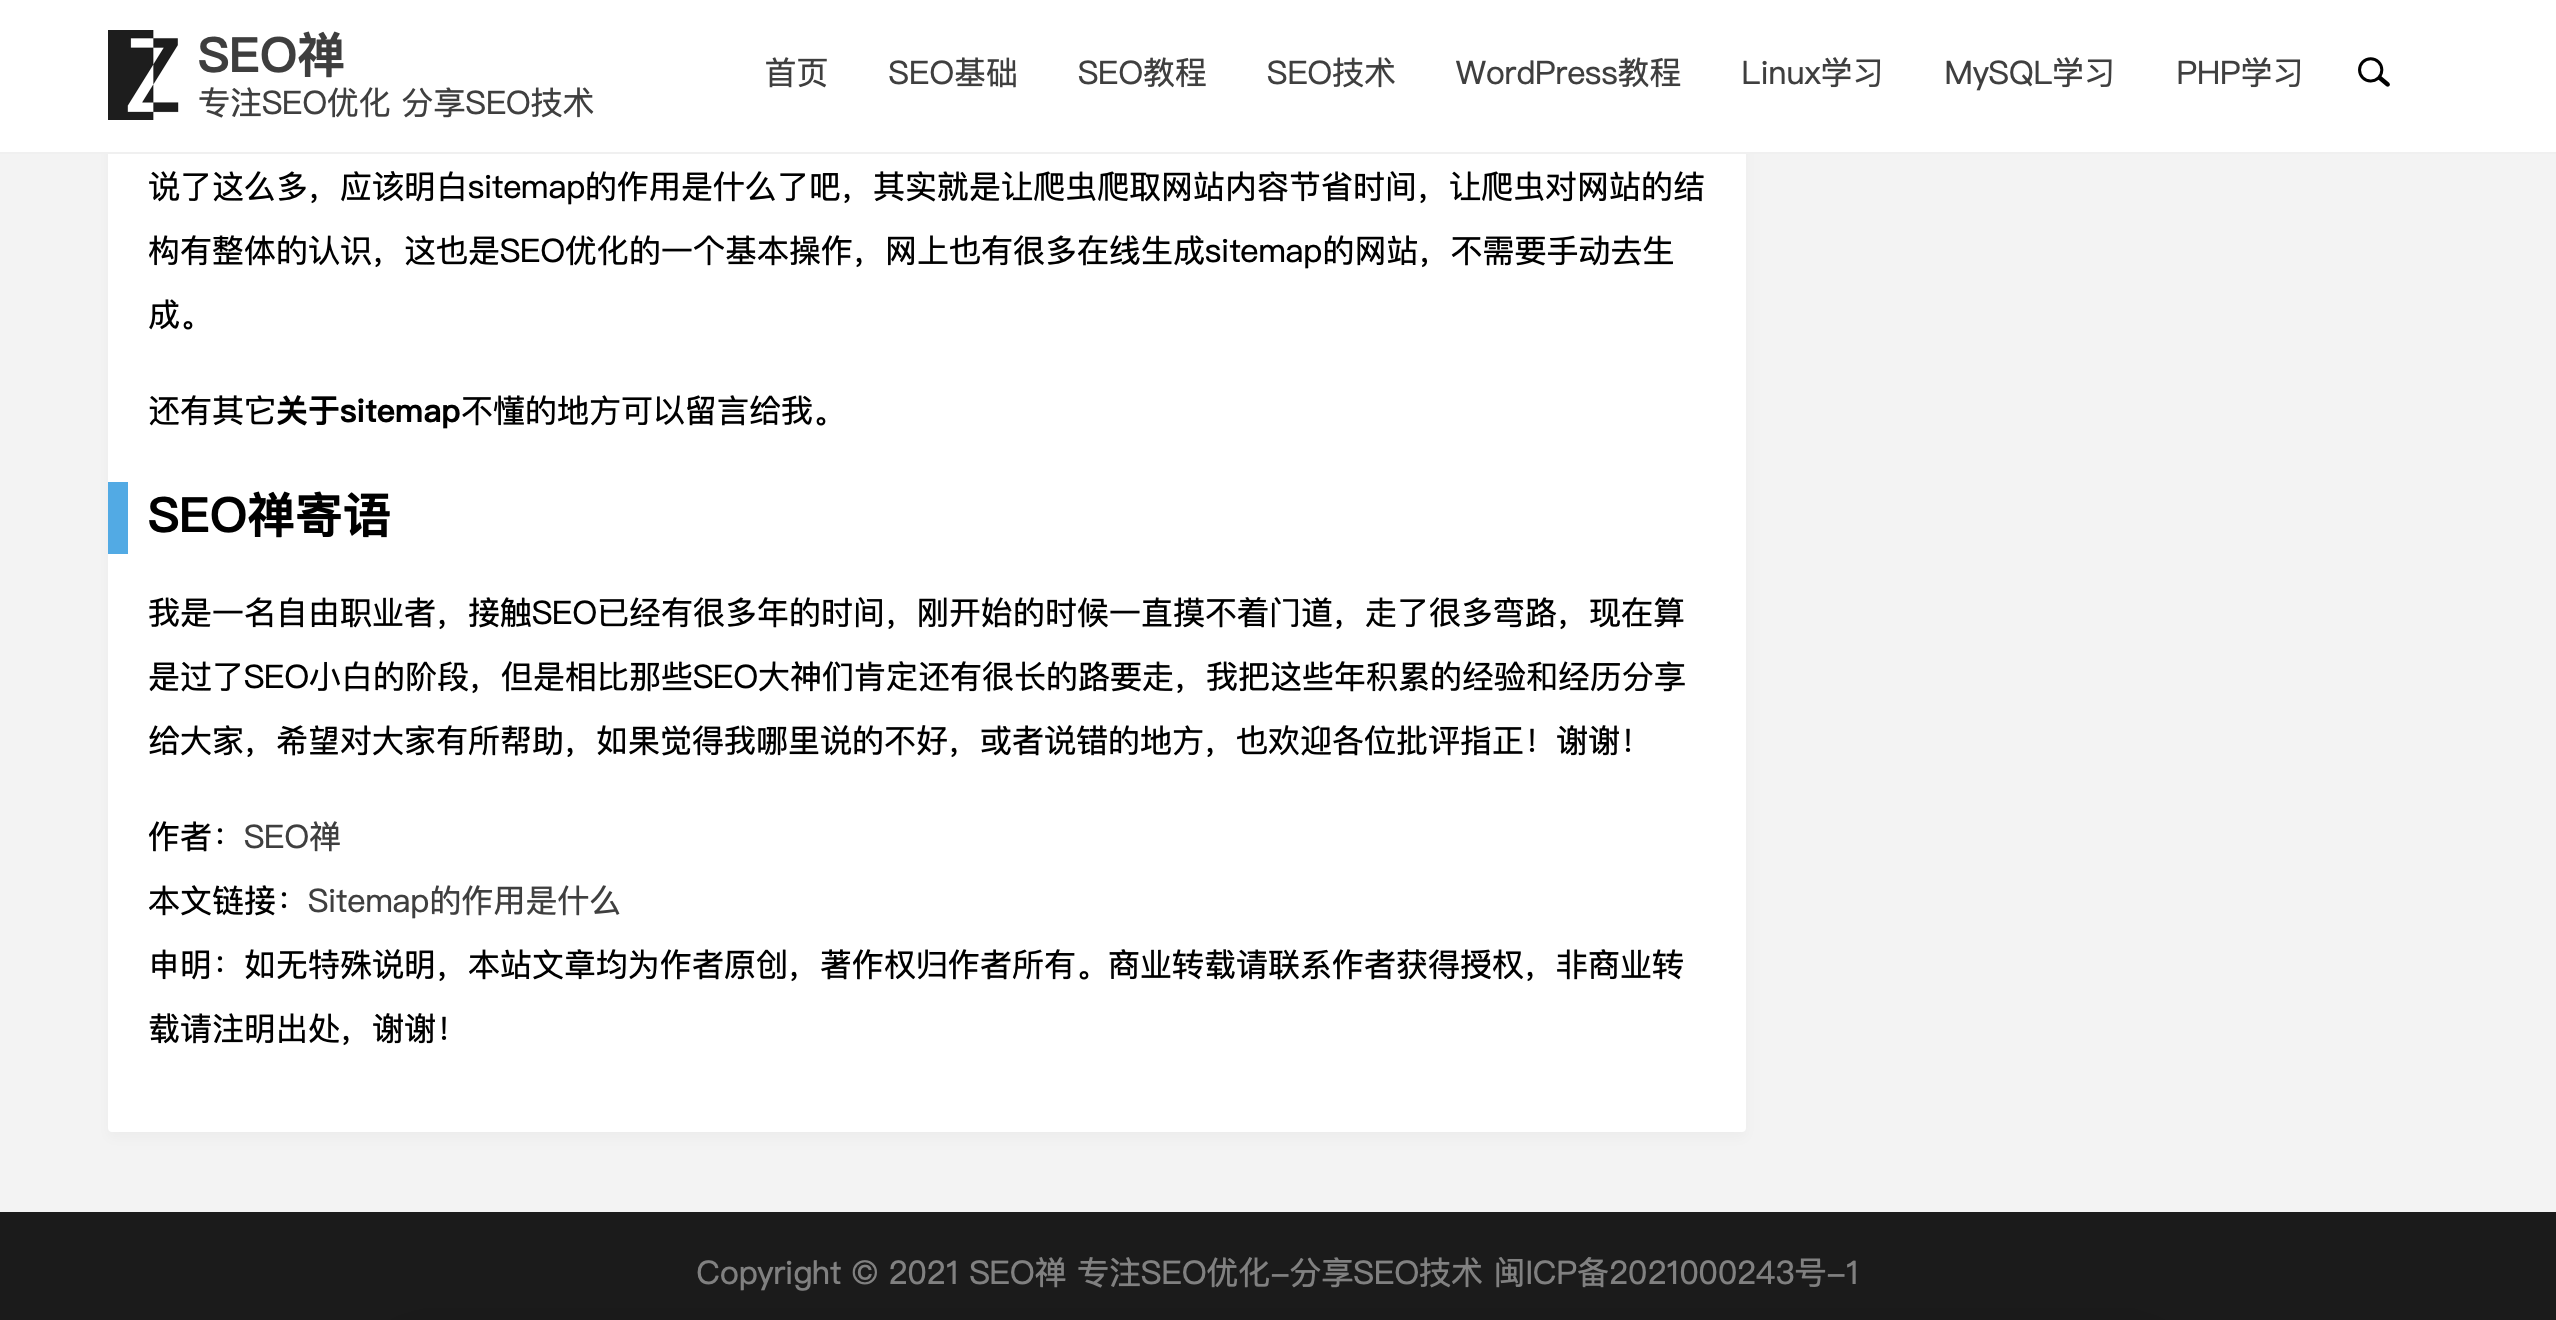 SEO禅
专注SEO优化 分享SEO技术
首页 SEO基础 SEO教程 SEO技术 WordPress教程 Linux学习 MySQL学习 PHP学习
说了这么多，应该明白sitemap的作用是什么了吧，其实就是让爬虫爬取网站内容节省时间，让爬虫对网站的结
构有整体的认识，这也是SEO优化的一个基本操作，网上也有很多在线生成sitemap的网站，不需要手动去生
成。
还有其它关于sitemap不懂的地方可以留言给我。
SEO禅寄语
我是一名自由职业者，接触SEO已经有很多年的时间，刚开始的时候一直摸不着门道，走了很多弯路，现在算
是过了SEO小白的阶段，但是相比那些SEO大神们肯定还有很长的路要走，我把这些年积累的经验和经历分享
给大家，希望对大家有所帮助，如果觉得我哪里说的不好，或者说错的地方，也欢迎各位批评指正！谢谢！
作者：SEO禅
本文链接：Sitemap的作用是什么
申明：如无特殊说明，本站文章均为作者原创，著作权归作者所有。商业转载请联系作者获得授权，非商业转
载请注明出处，谢谢！
Copyright © 2021 SEO禅 专注SEO优化-分享SEO技术 闽ICP备2021000243号-1